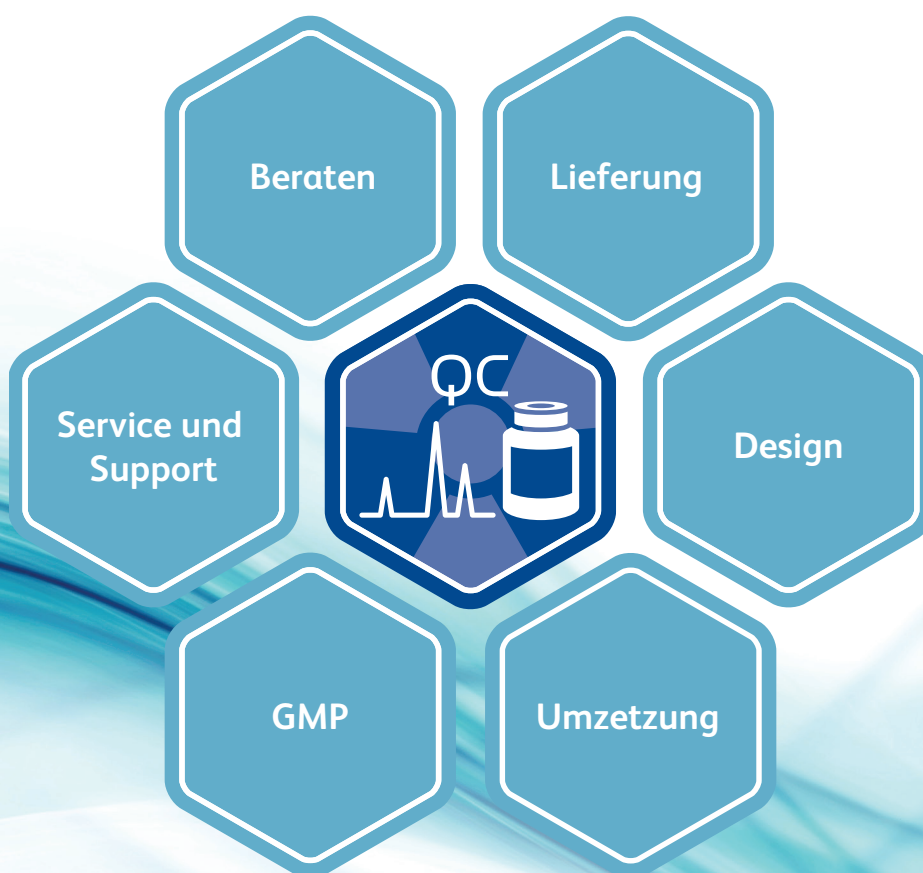 Beraten
Lieferung
Service und
Support
QC
Design
GMP
Umzetzung